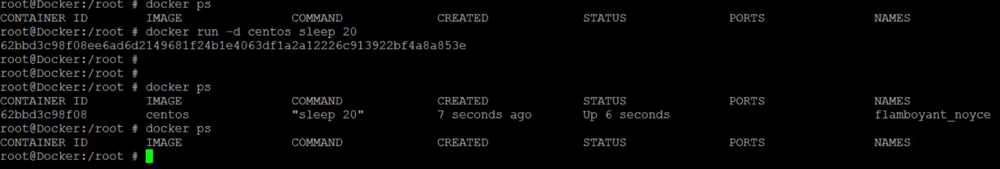 root@Docker:/root # docker ps
CONTAINER ID IMAGE COMMAND CREATED STATUS PORTS NAMES
root@Docker:/root # docker run -d centos sleep 20
62bbd3c98f08ee6ad6d2149681f24b1e4063df1a2a12226c913922bf4a8a853e
root@Docker:/root #
root@Docker:/root #
root@Docker:/root # docker ps
CONTAINER ID IMAGE COMMAND CREATED STATUS PORTS NAMES
62bbd3c98f08 centos "sleep 20" 7 seconds ago Up 6 seconds flamboyant_noyce
root@Docker:/root # docker ps
CONTAINER ID IMAGE COMMAND CREATED STATUS PORTS NAMES
root@Docker:/root #